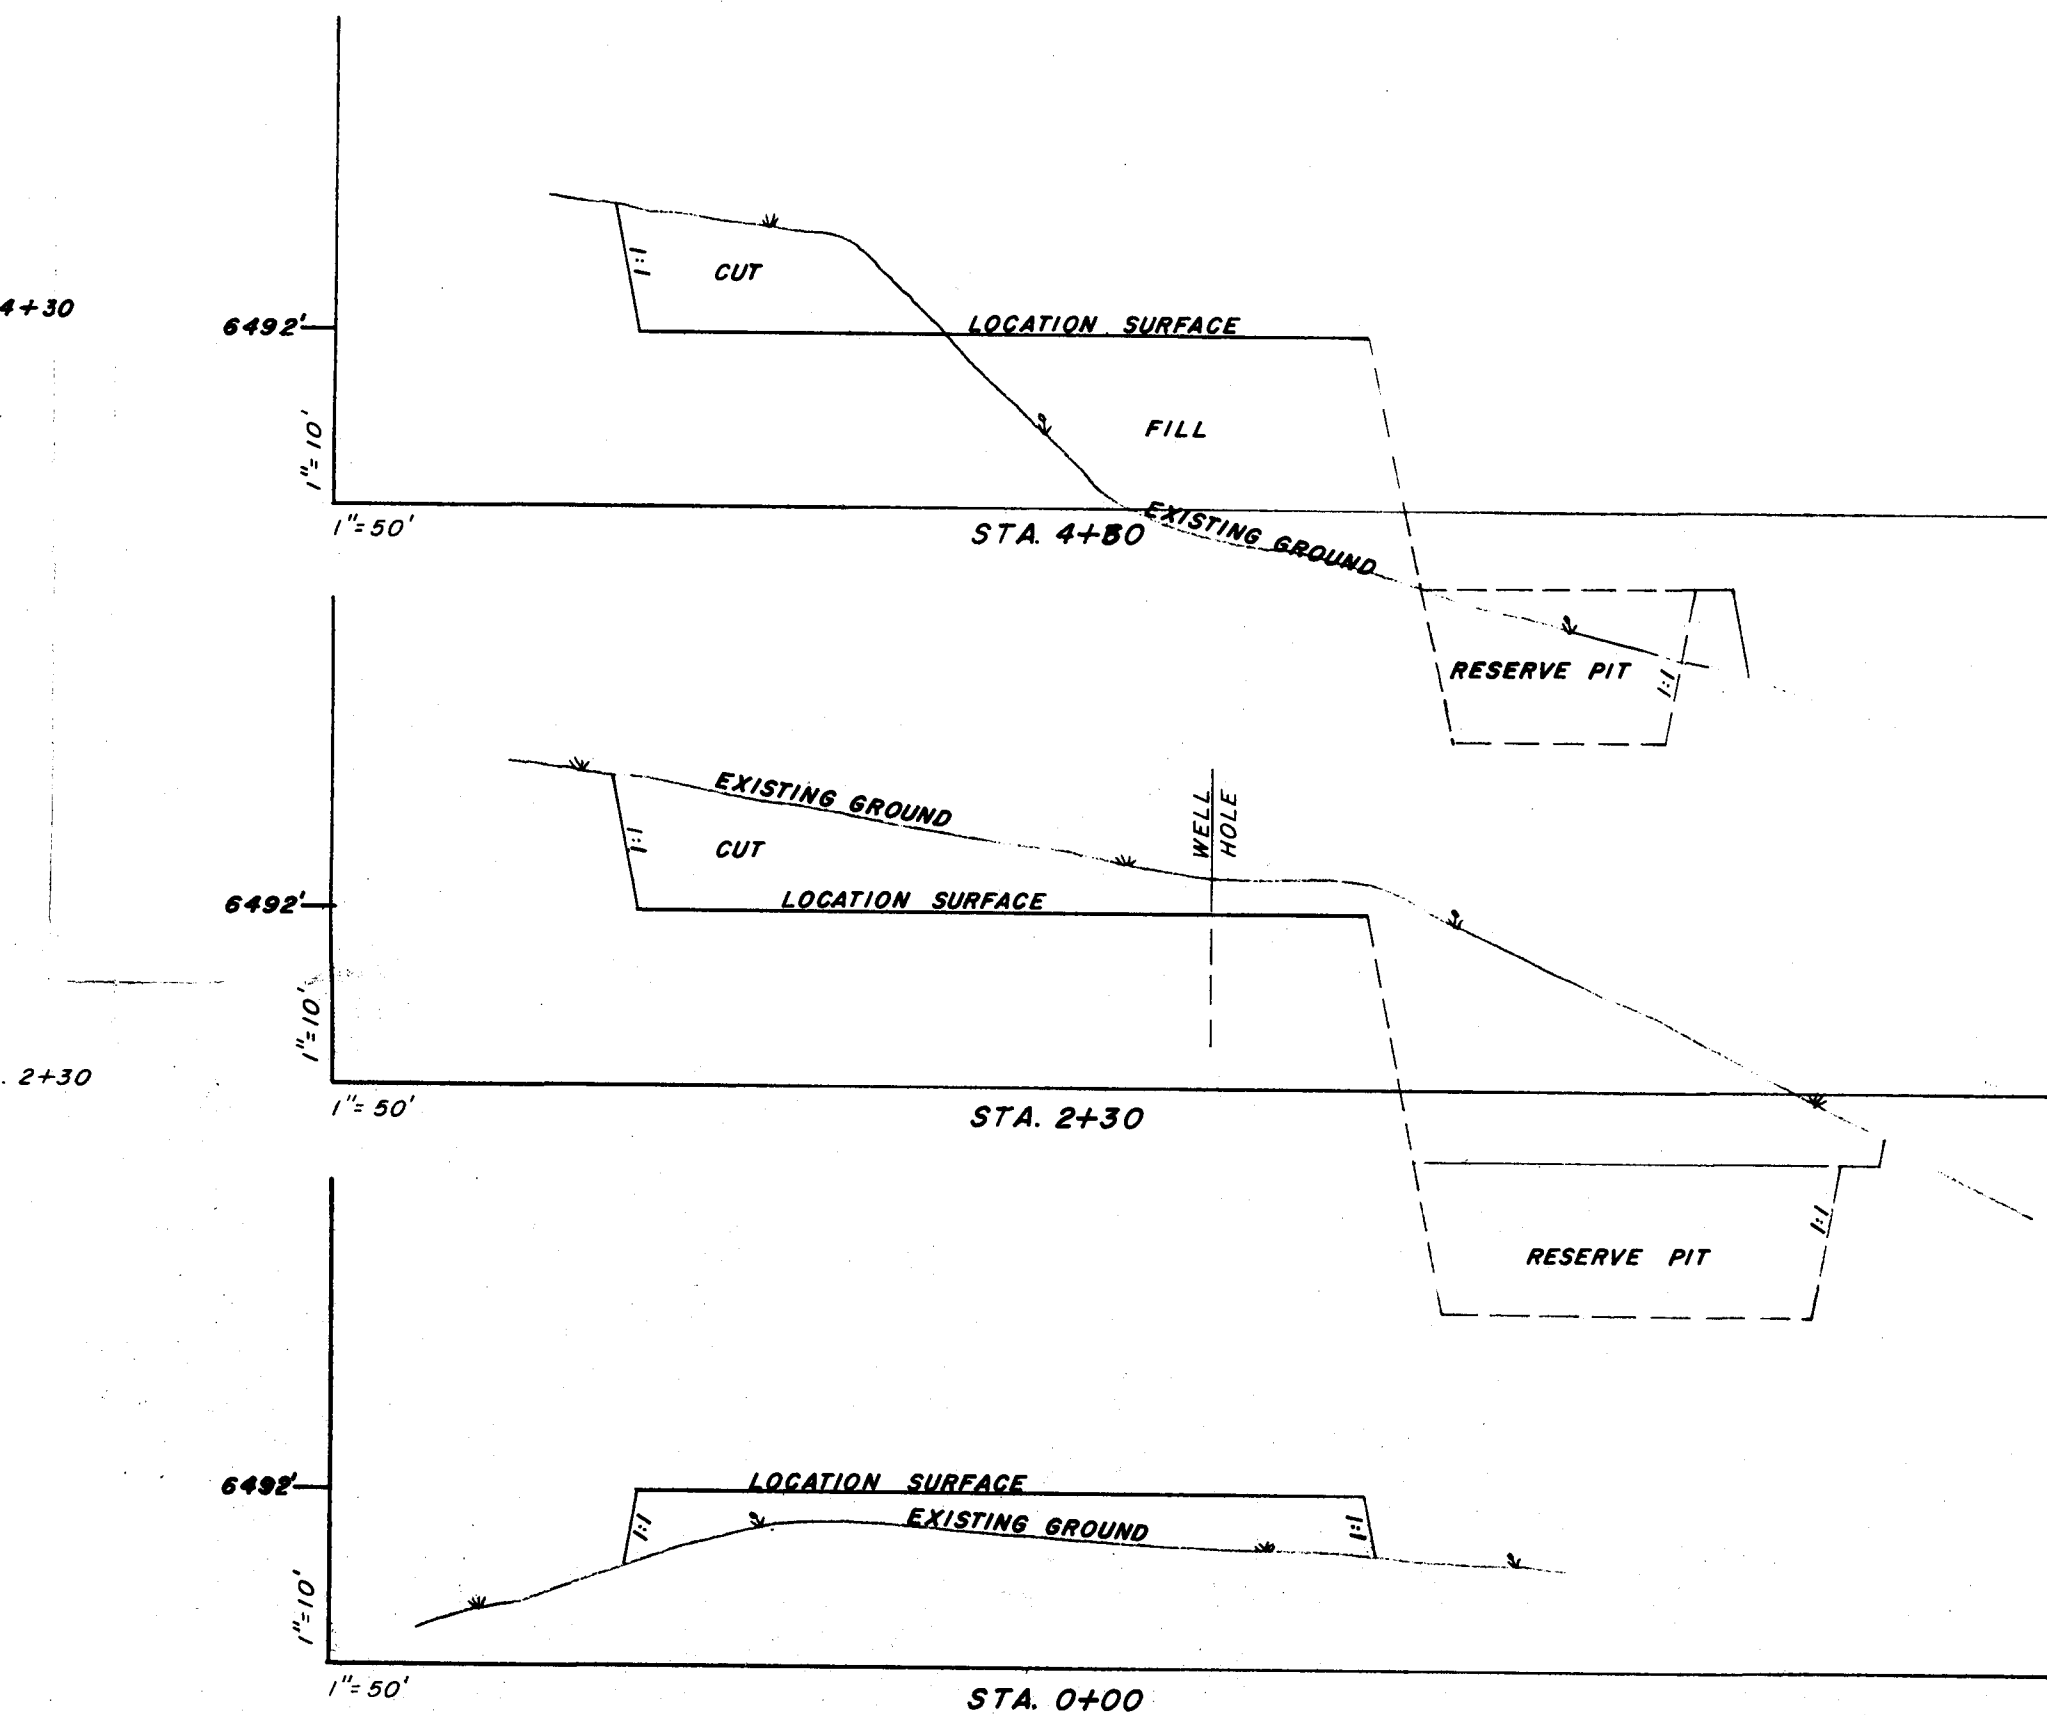 4+30
6492'
1:1
CUT
LOCATION SURFACE
FILL
1"=10'
1"=50'
STA. 4+30
EXISTING GROUND
RESERVE PIT
1:1
EXISTING GROUND
1:1
CUT
WELL
HOLE
LOCATION SURFACE
6492'
1"=10'
. 2+30
1"=50'
STA. 2+30
1:1
RESERVE PIT
6492'
LOCATION SURFACE
1:1
EXISTING GROUND
1:1
1"=10'
1"=50'
STA. 0+00